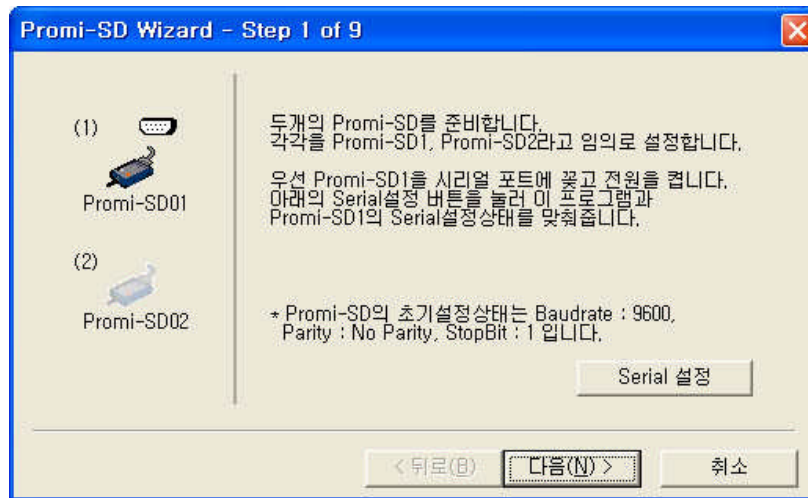 Promi-SD Wizard - Step 1 of 9
(1)
Promi-SD01
(2)
Promi-SD02
두개의 Promi-SD를 준비합니다.
각각을 Promi-SD1, Promi-SD2라고 임의로 설정합니다.
우선 Promi-SD1을 시리얼 포트에 꽂고 전원을 켭니다.
아래의 Serial설정 버튼을 눌러 이 프로그램과
Promi-SD1의 Serial설정상태를 맞춰줍니다.
* Promi-SD의 초기설정상태는 Baudrate : 9600,
Parity : No Parity, StopBit : 1 입니다.
Serial 설정
< 뒤로(B)
다음(N) >
취소